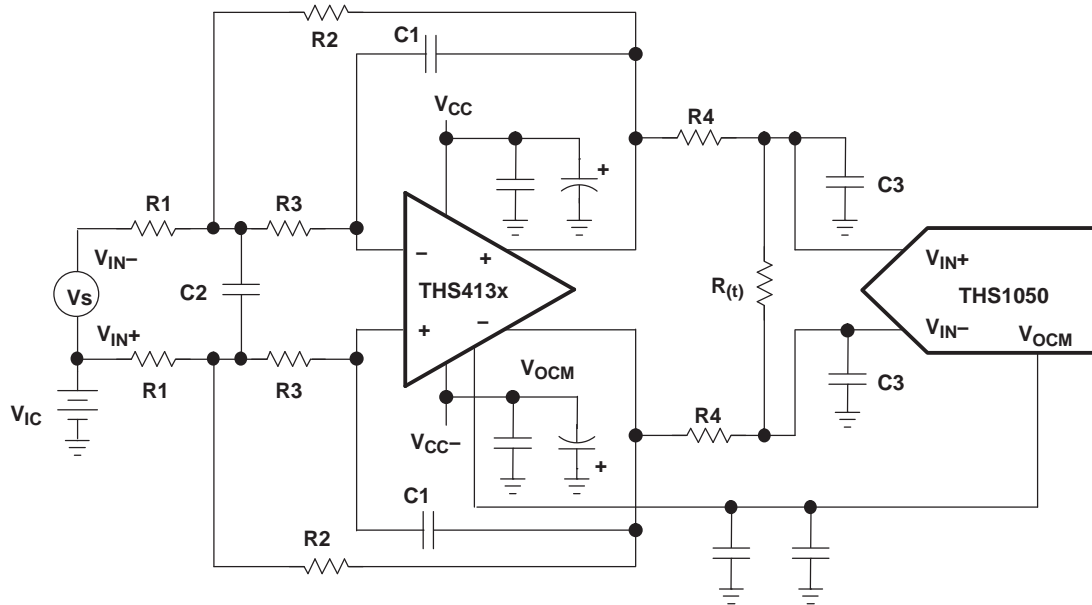 R2
C1
VCC
R4
+
C3
R1
R3
VIN−
−
+
VIN+
Vs
C2
THS413x
R(t)
THS1050
VIN+
+
−
VIN−
VOCM
R1
R3
VOCM
C3
VIC
R4
VCC−
+
C1
R2